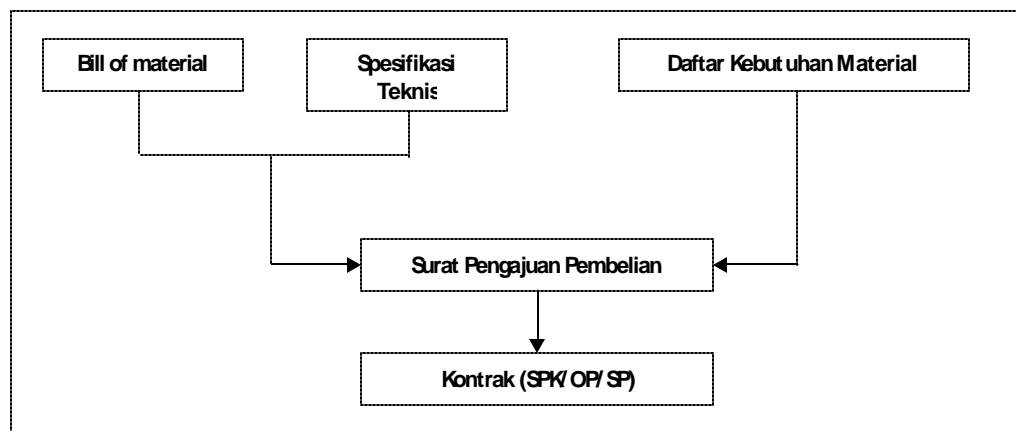 Bill of material
Spesifikasi
Teknis
Daftar Kebutuhan Material
Surat Pengajuan Pembelian
Kontrak (SPK/ OP/ SP)